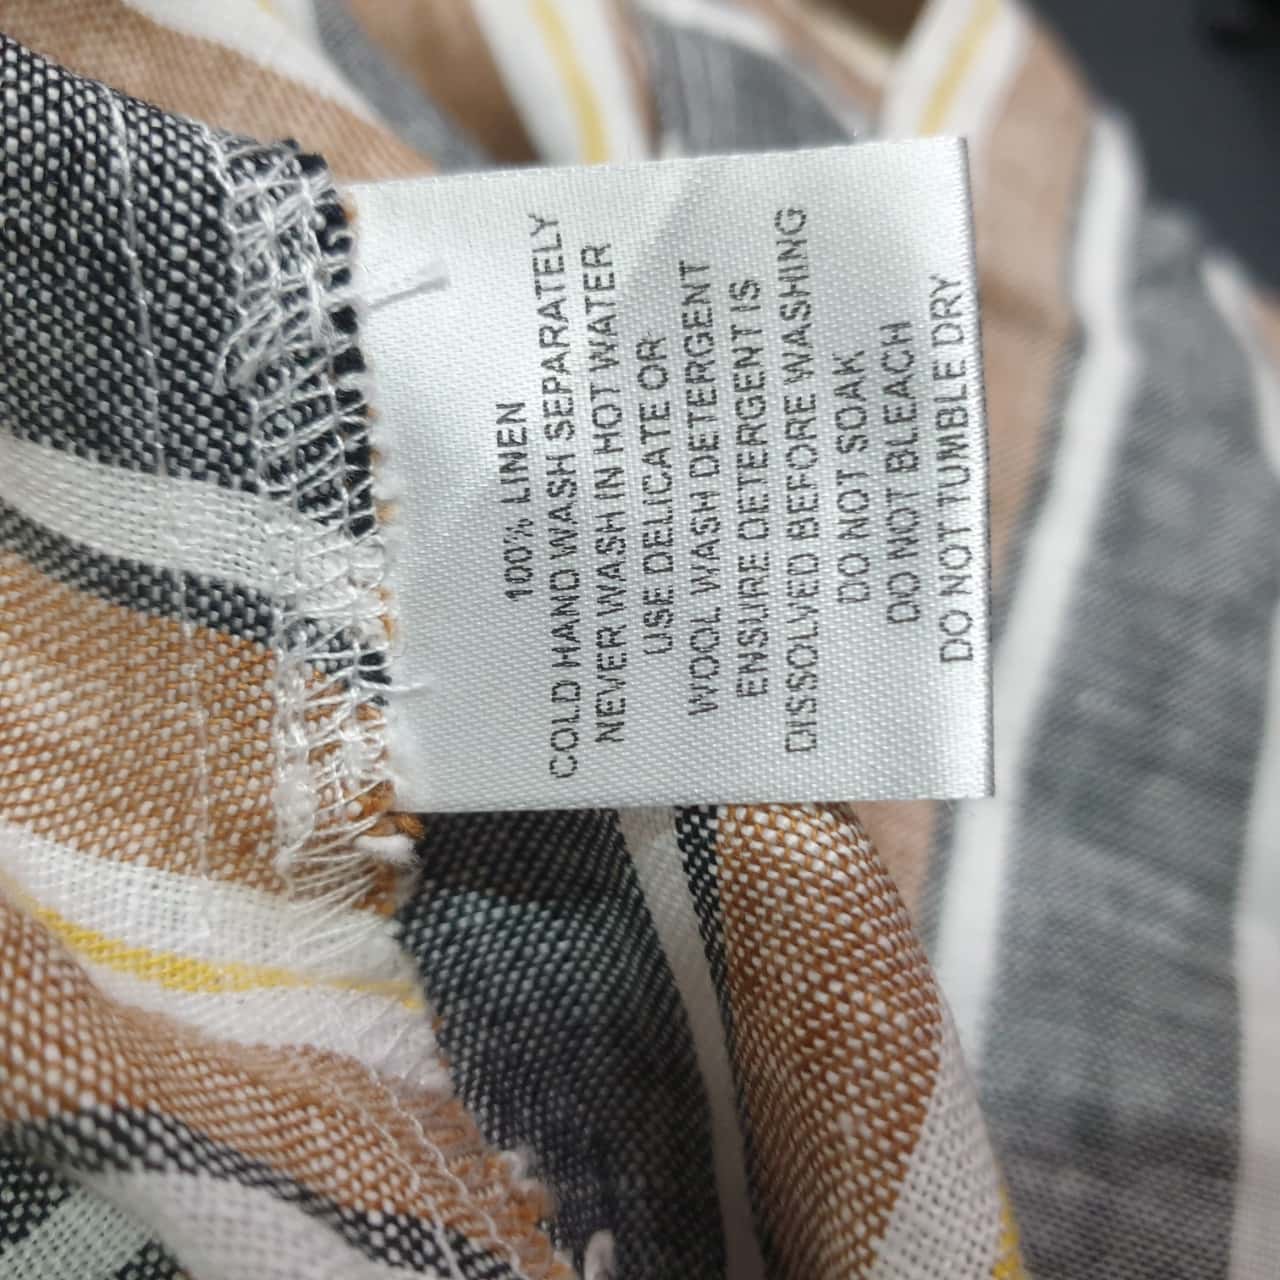 100% LINEN
COLD HAND WASH SEPARATELY
NEVER WASH IN HOT WATER
USE DELICATE OR
WOOL WASH DETERGENT
ENSURE DETERGENT IS
DISSOLVED BEFORE WASHING
DO NOT SOAK
DO NOT BLEACH
DO NOT TUMBLE DRY